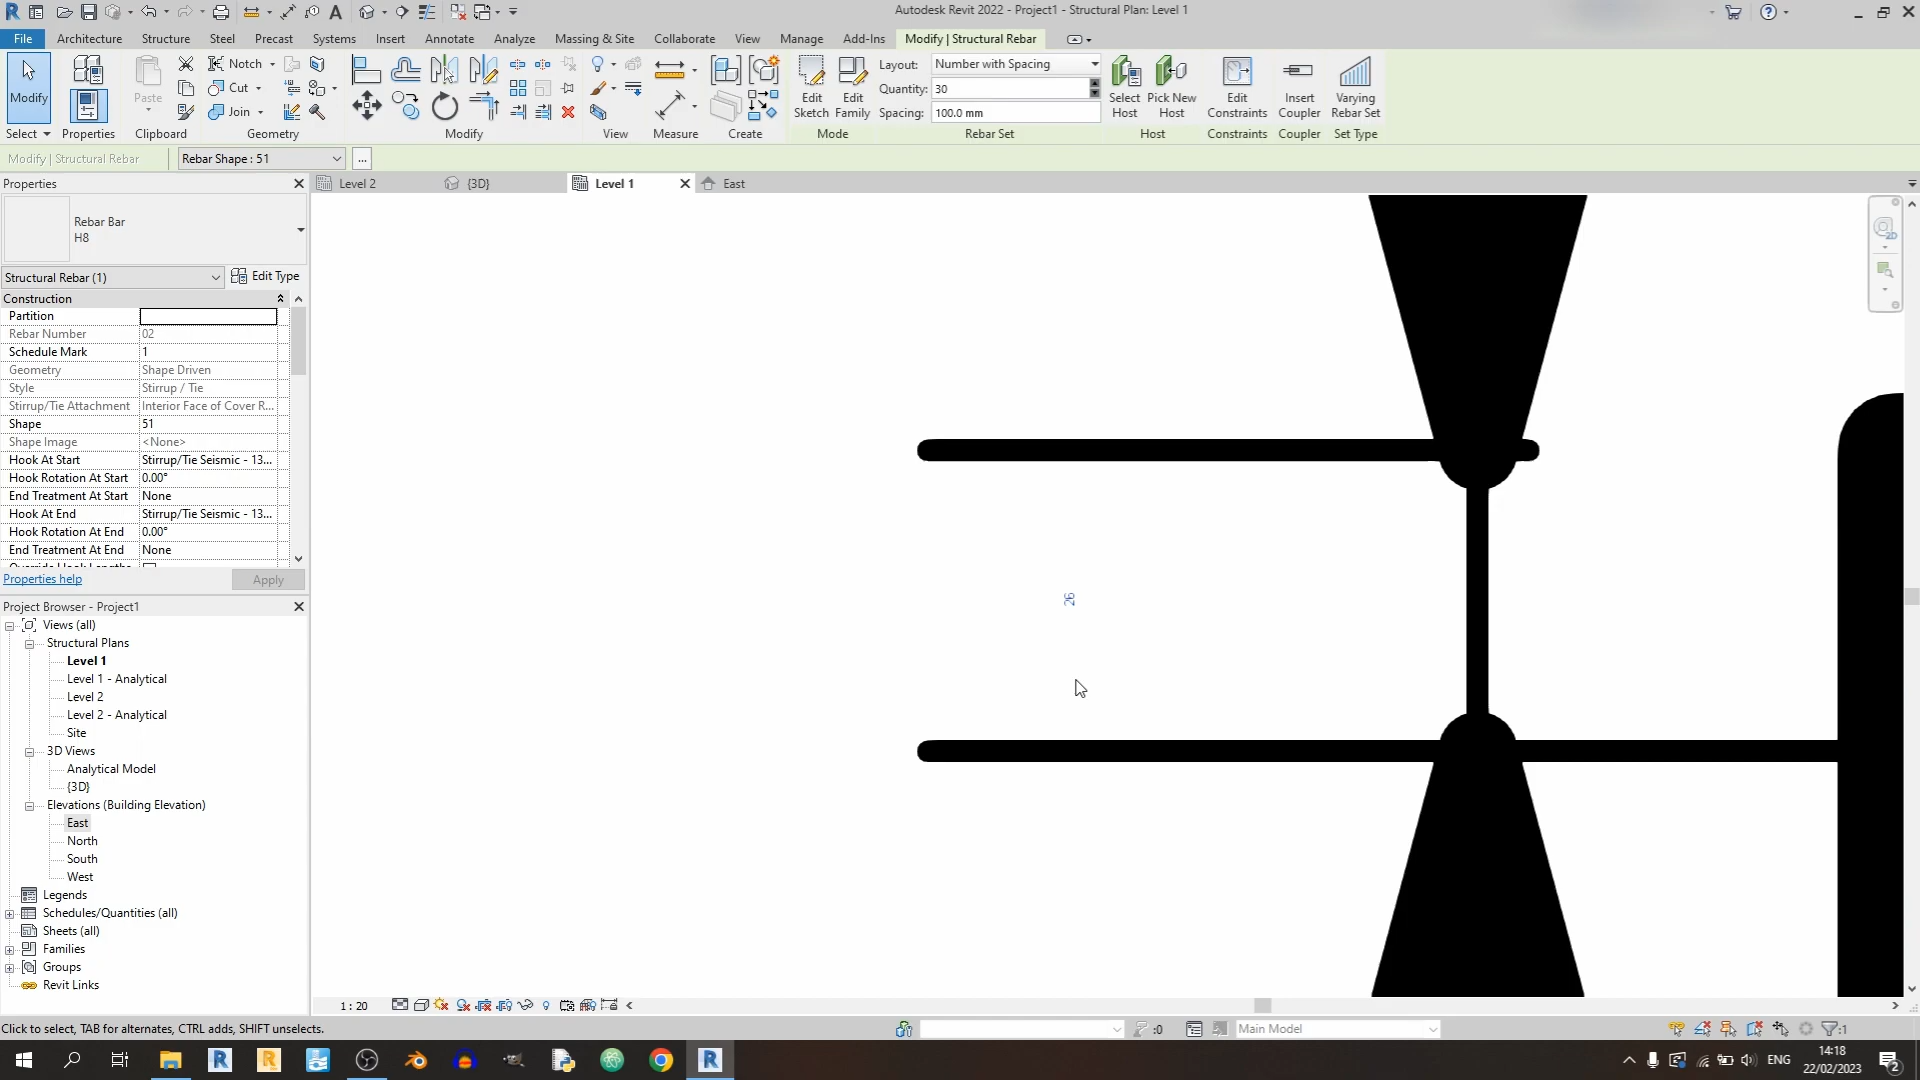 Autodesk Revit 2022 - Project1 - Structural Plan: Level 1
File Architecture Structure Steel Precast Systems Insert Annotate Analyze Massing & Site Collaborate View Manage Add-Ins Modify | Structural Rebar
Modify
Select
Properties
Paste
Clipboard
Notch
Cut
Join
Geometry
Modify
View
Measure
Create
Edit Sketch
Edit Family
Mode
Layout: Number with Spacing
Quantity: 30
Spacing: 100.0 mm
Rebar Set
Select Host
Pick New Host
Host
Edit Constraints
Constraints
Insert Coupler
Coupler
Varying Rebar Set
Set Type
Modify | Structural Rebar
Rebar Shape : 51
...
Properties
Level 2
{3D}
Level 1
East
Rebar Bar
H8
Structural Rebar (1)
Edit Type
Construction
Partition
Rebar Number 02
Schedule Mark 1
Geometry Shape Driven
Style Stirrup / Tie
Stirrup/Tie Attachment Interior Face of Cover R...
Shape 51
Shape Image <None>
Hook At Start Stirrup/Tie Seismic - 13...
Hook Rotation At Start 0.00°
End Treatment At Start None
Hook At End Stirrup/Tie Seismic - 13...
Hook Rotation At End 0.00°
End Treatment At End None
Properties help
Apply
26
2D
Project Browser - Project1
Views (all)
Structural Plans
Level 1
Level 1 - Analytical
Level 2
Level 2 - Analytical
Site
3D Views
Analytical Model
{3D}
Elevations (Building Elevation)
East
North
South
West
Legends
Schedules/Quantities (all)
Sheets (all)
Families
Groups
Revit Links
1 : 20
Click to select, TAB for alternates, CTRL adds, SHIFT unselects.
:0
Main Model
:1
ENG
14:18
22/02/2023
2